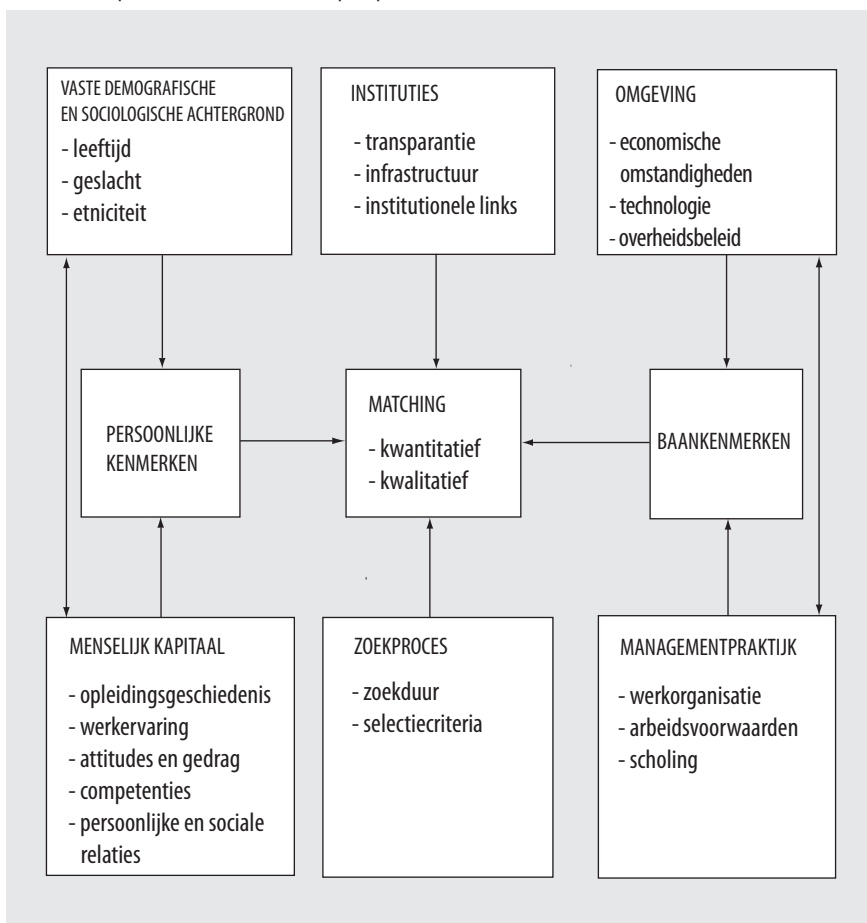 VASTE DEMOGRAFISCHE
EN SOCIOLOGISCHE ACHTERGROND
- leeftijd
- geslacht
- etniciteit
INSTITUTIES
- transparantie
- infrastructuur
- institutionele links
OMGEVING
- economische
omstandigheden
- technologie
- overheidsbeleid
PERSOONLIJKE
KENMERKEN
MATCHING
- kwantitatief
- kwalitatief
BAANKENMERKEN
MENSELIJK KAPITAAL
- opleidingsgeschiedenis
- werkervaring
- attitudes en gedrag
- competenties
- persoonlijke en sociale
relaties
ZOEKPROCES
- zoekduur
- selectiecriteria
MANAGEMENTPRAKTIJK
- werkorganisatie
- arbeidsvoorwaarden
- scholing